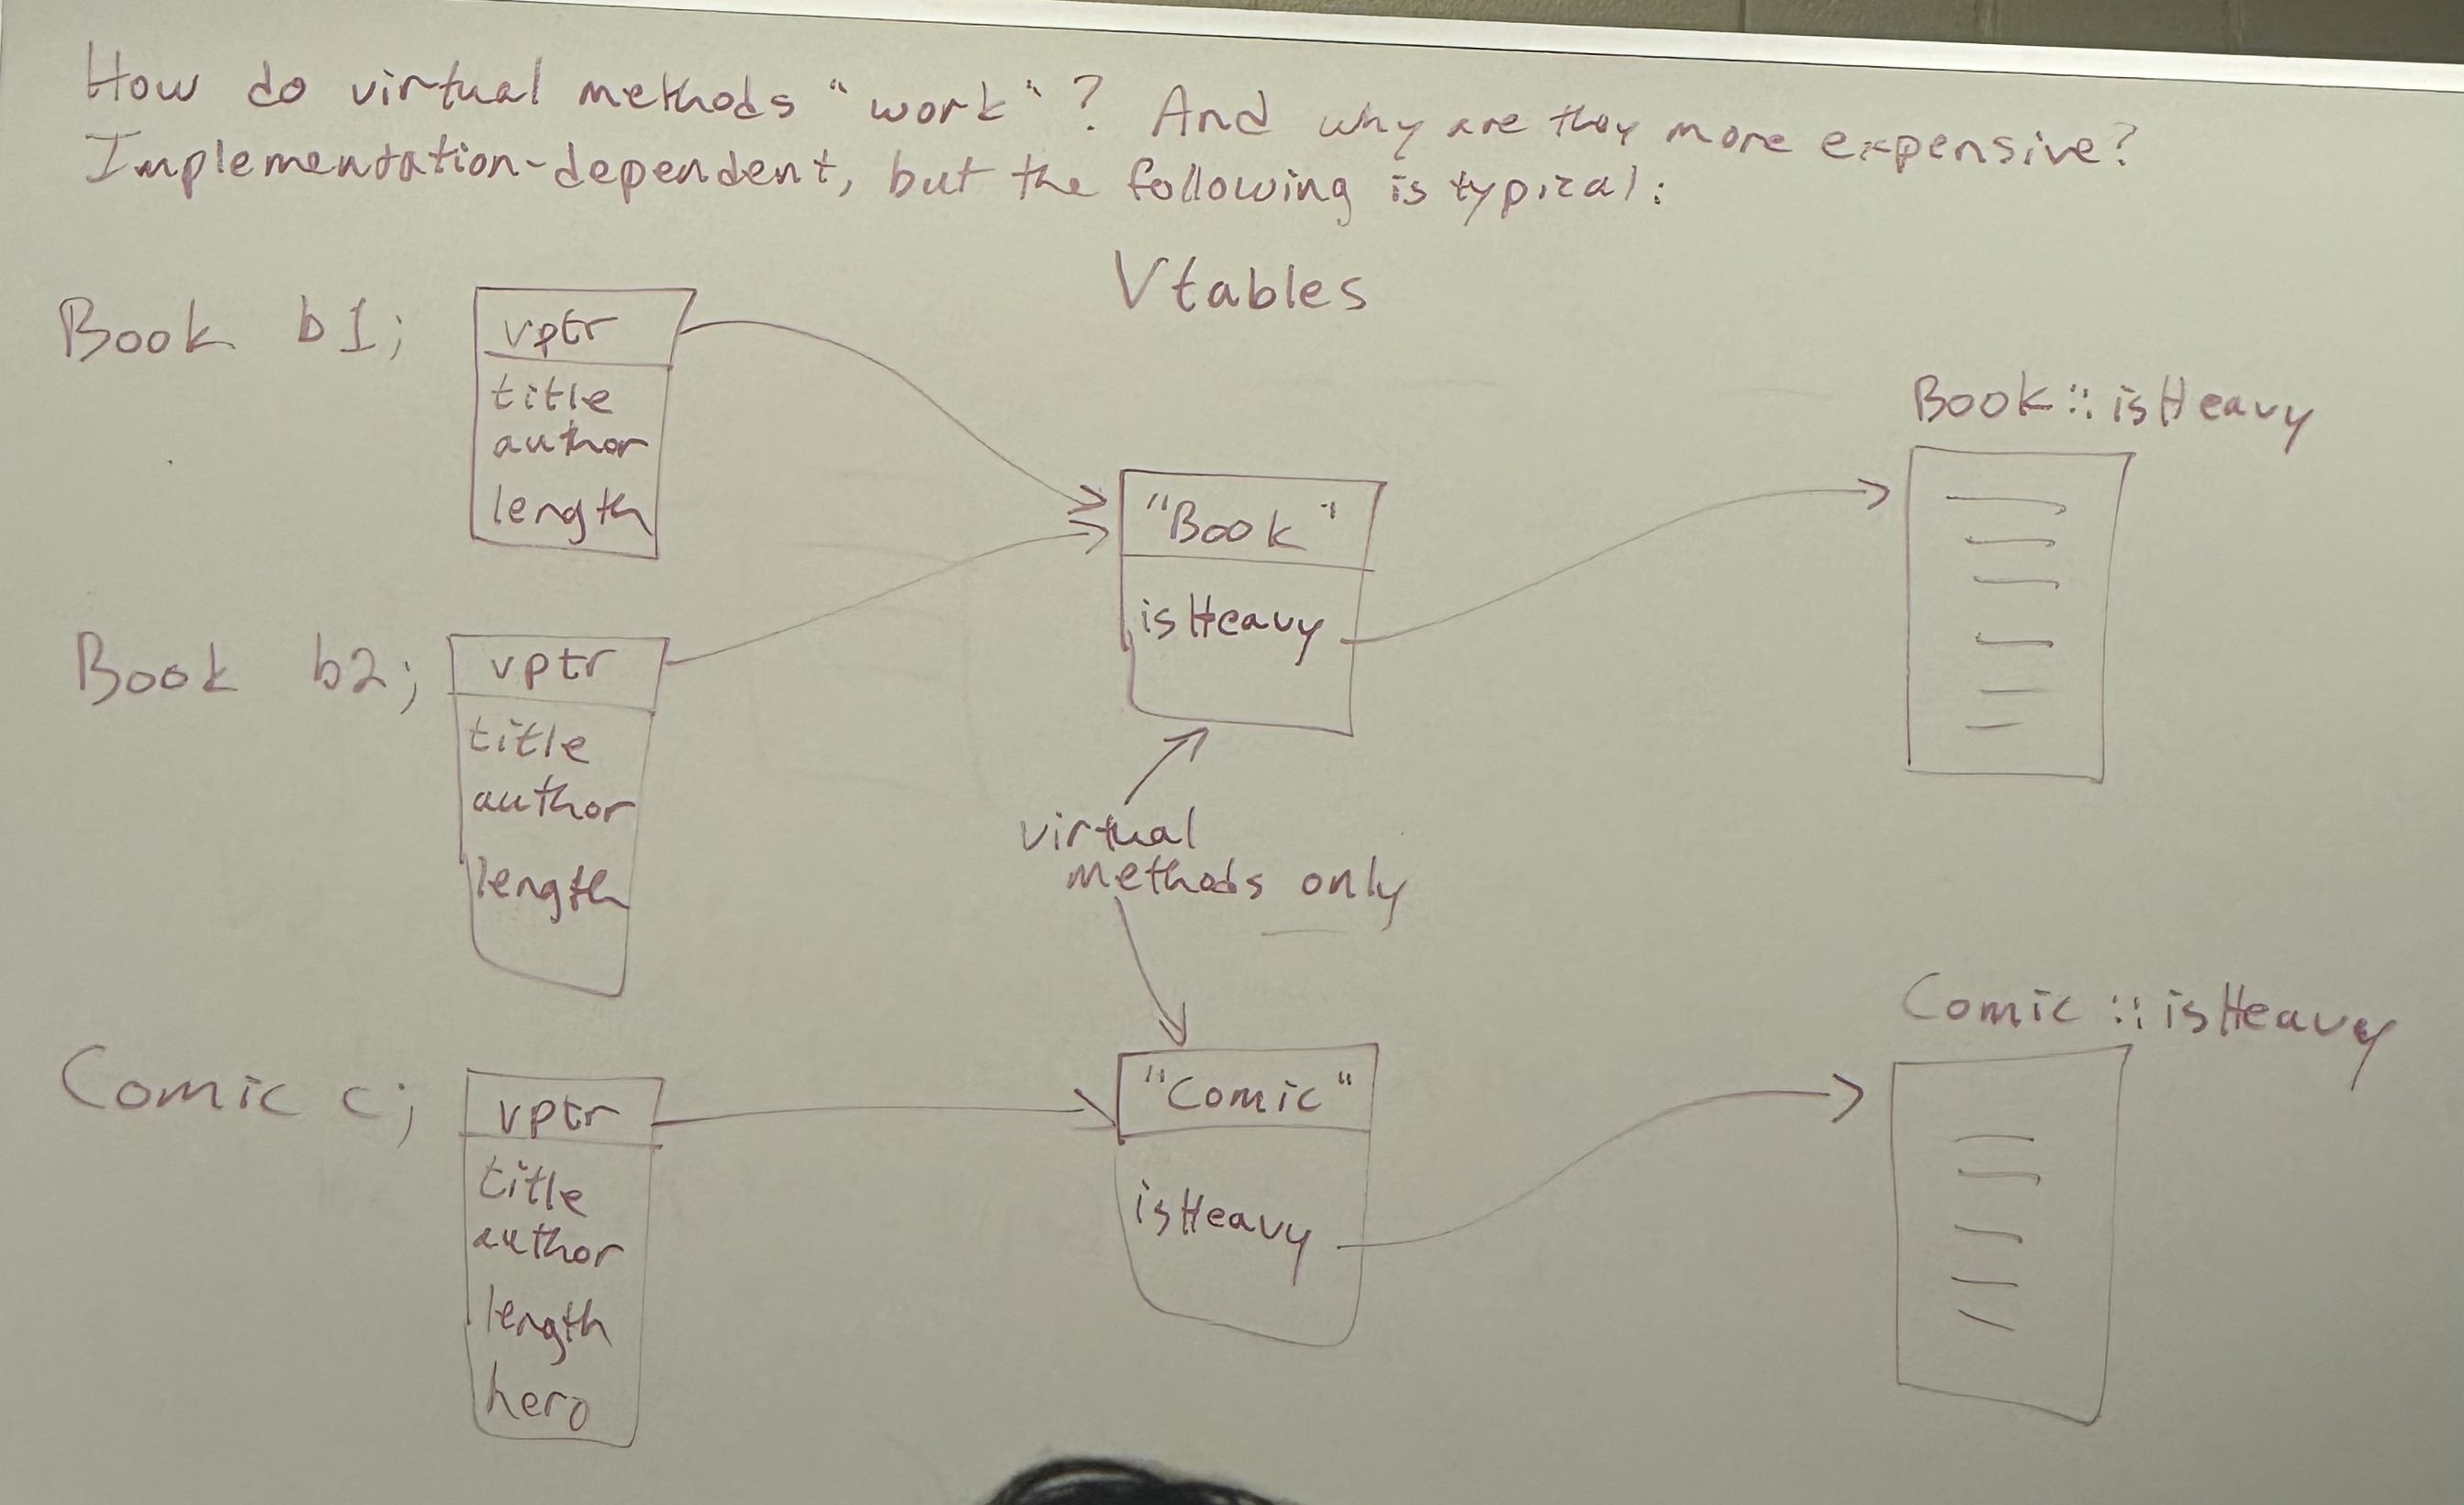 How do virtual methods "work"? And why are they more expensive?
Implementation-dependent, but the following is typical:
Vtables
Book b1;
vptr
title
author
length
"Book"
isHeavy
Book::isHeavy
Book b2;
vptr
title
author
length
virtual
methods only
Comic c;
vptr
title
author
length
hero
"Comic"
isHeavy
Comic::isHeavy